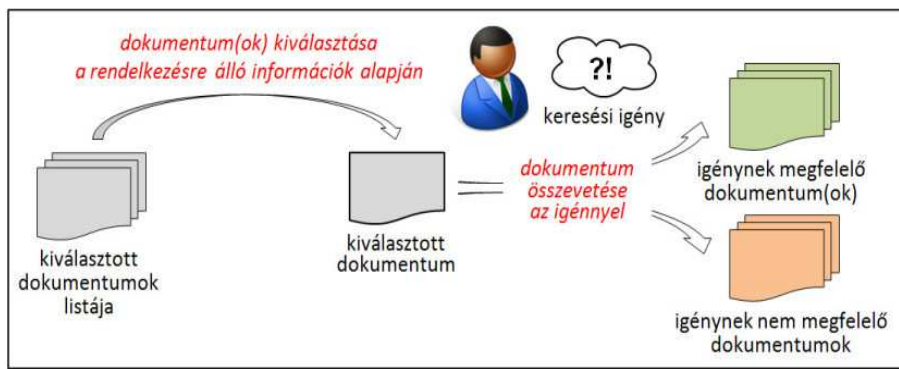 dokumentum(ok) kiválasztása
a rendelkezésre álló információk alapján
?!
keresési igény
kiválasztott
dokumentumok
listája
kiválasztott
dokumentum
dokumentum
összevetése
az igénnyel
igénynek megfelelő
dokumentum(ok)
igénynek nem megfelelő
dokumentumok